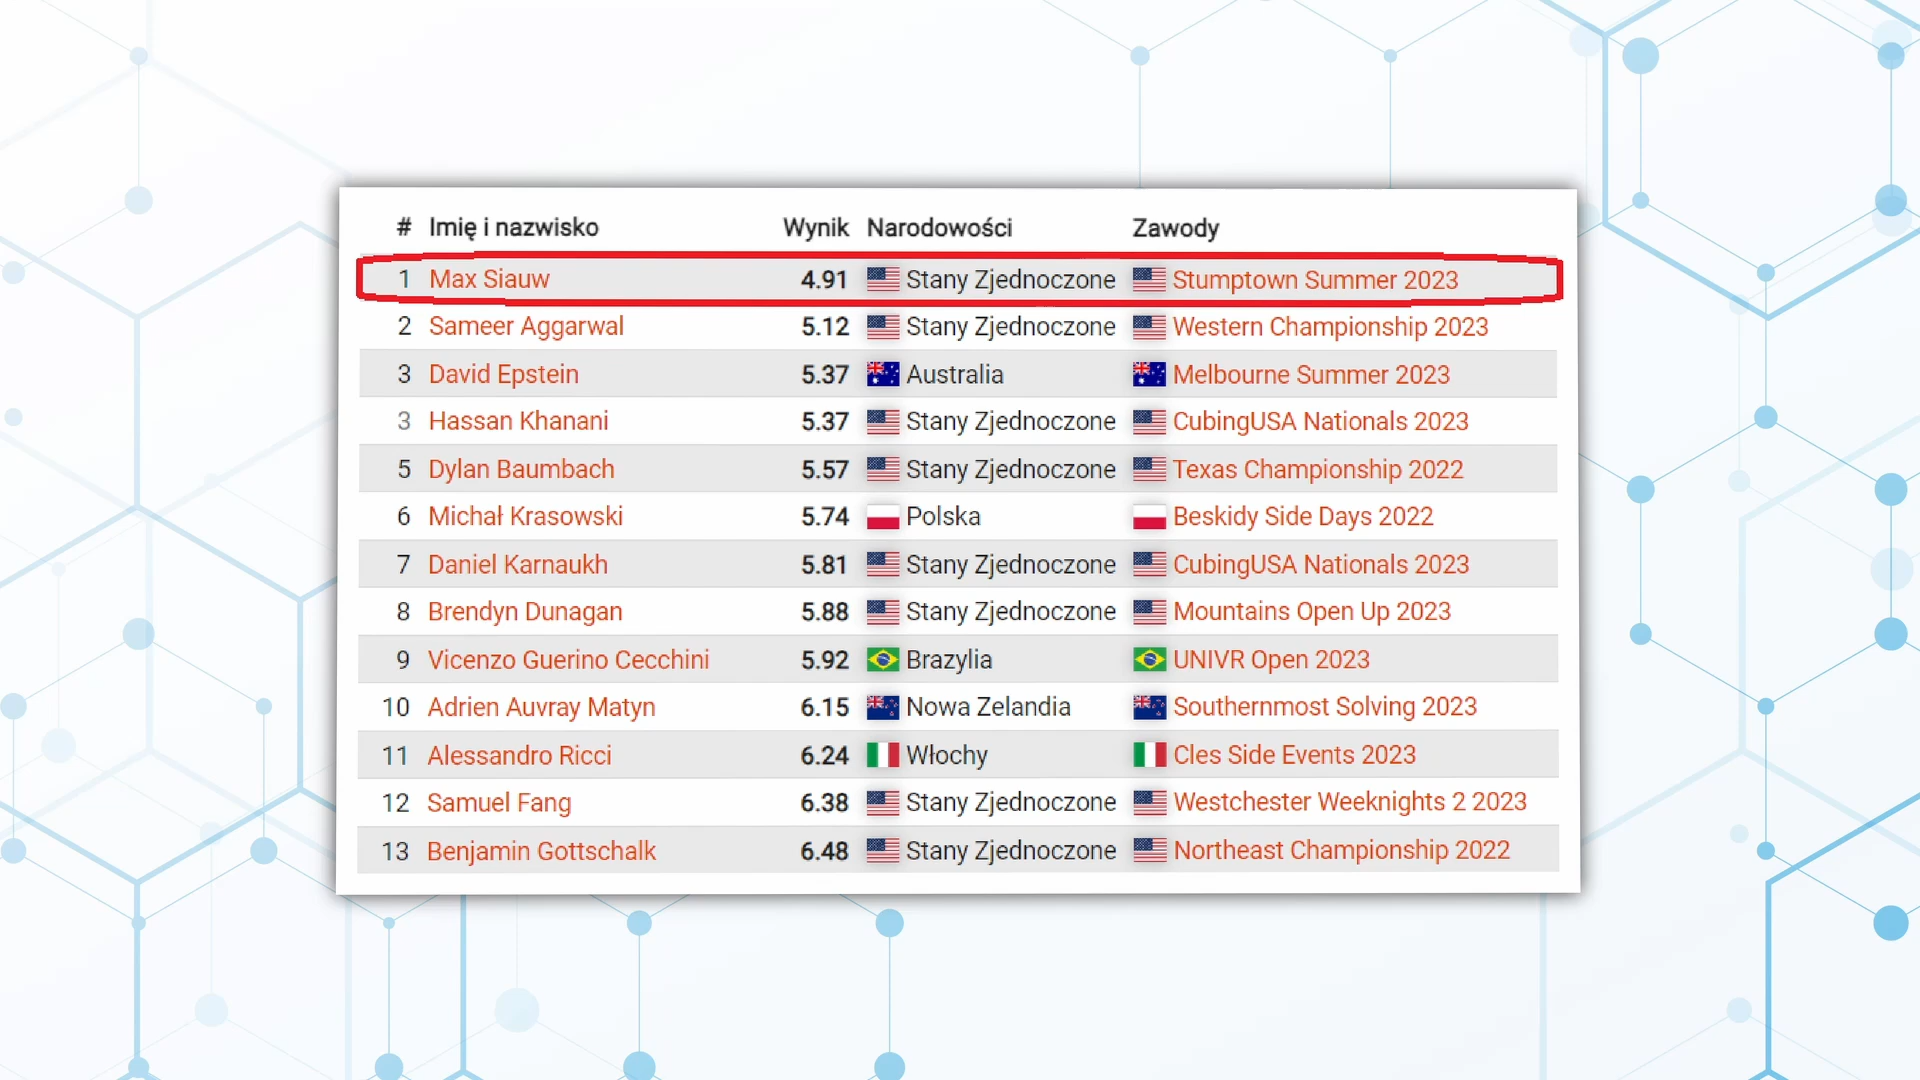 # Imię i nazwisko Wynik Narodowości Zawody
1 Max Siauw 4.91 Stany Zjednoczone Stumptown Summer 2023
2 Sameer Aggarwal 5.12 Stany Zjednoczone Western Championship 2023
3 David Epstein 5.37 Australia Melbourne Summer 2023
3 Hassan Khanani 5.37 Stany Zjednoczone CubingUSA Nationals 2023
5 Dylan Baumbach 5.57 Stany Zjednoczone Texas Championship 2022
6 Michał Krasowski 5.74 Polska Beskidy Side Days 2022
7 Daniel Karnaukh 5.81 Stany Zjednoczone CubingUSA Nationals 2023
8 Brendyn Dunagan 5.88 Stany Zjednoczone Mountains Open Up 2023
9 Vicenzo Guerino Cecchini 5.92 Brazylia UNIVR Open 2023
10 Adrien Auvray Matyn 6.15 Nowa Zelandia Southernmost Solving 2023
11 Alessandro Ricci 6.24 Włochy Cles Side Events 2023
12 Samuel Fang 6.38 Stany Zjednoczone Westchester Weeknights 2 2023
13 Benjamin Gottschalk 6.48 Stany Zjednoczone Northeast Championship 2022